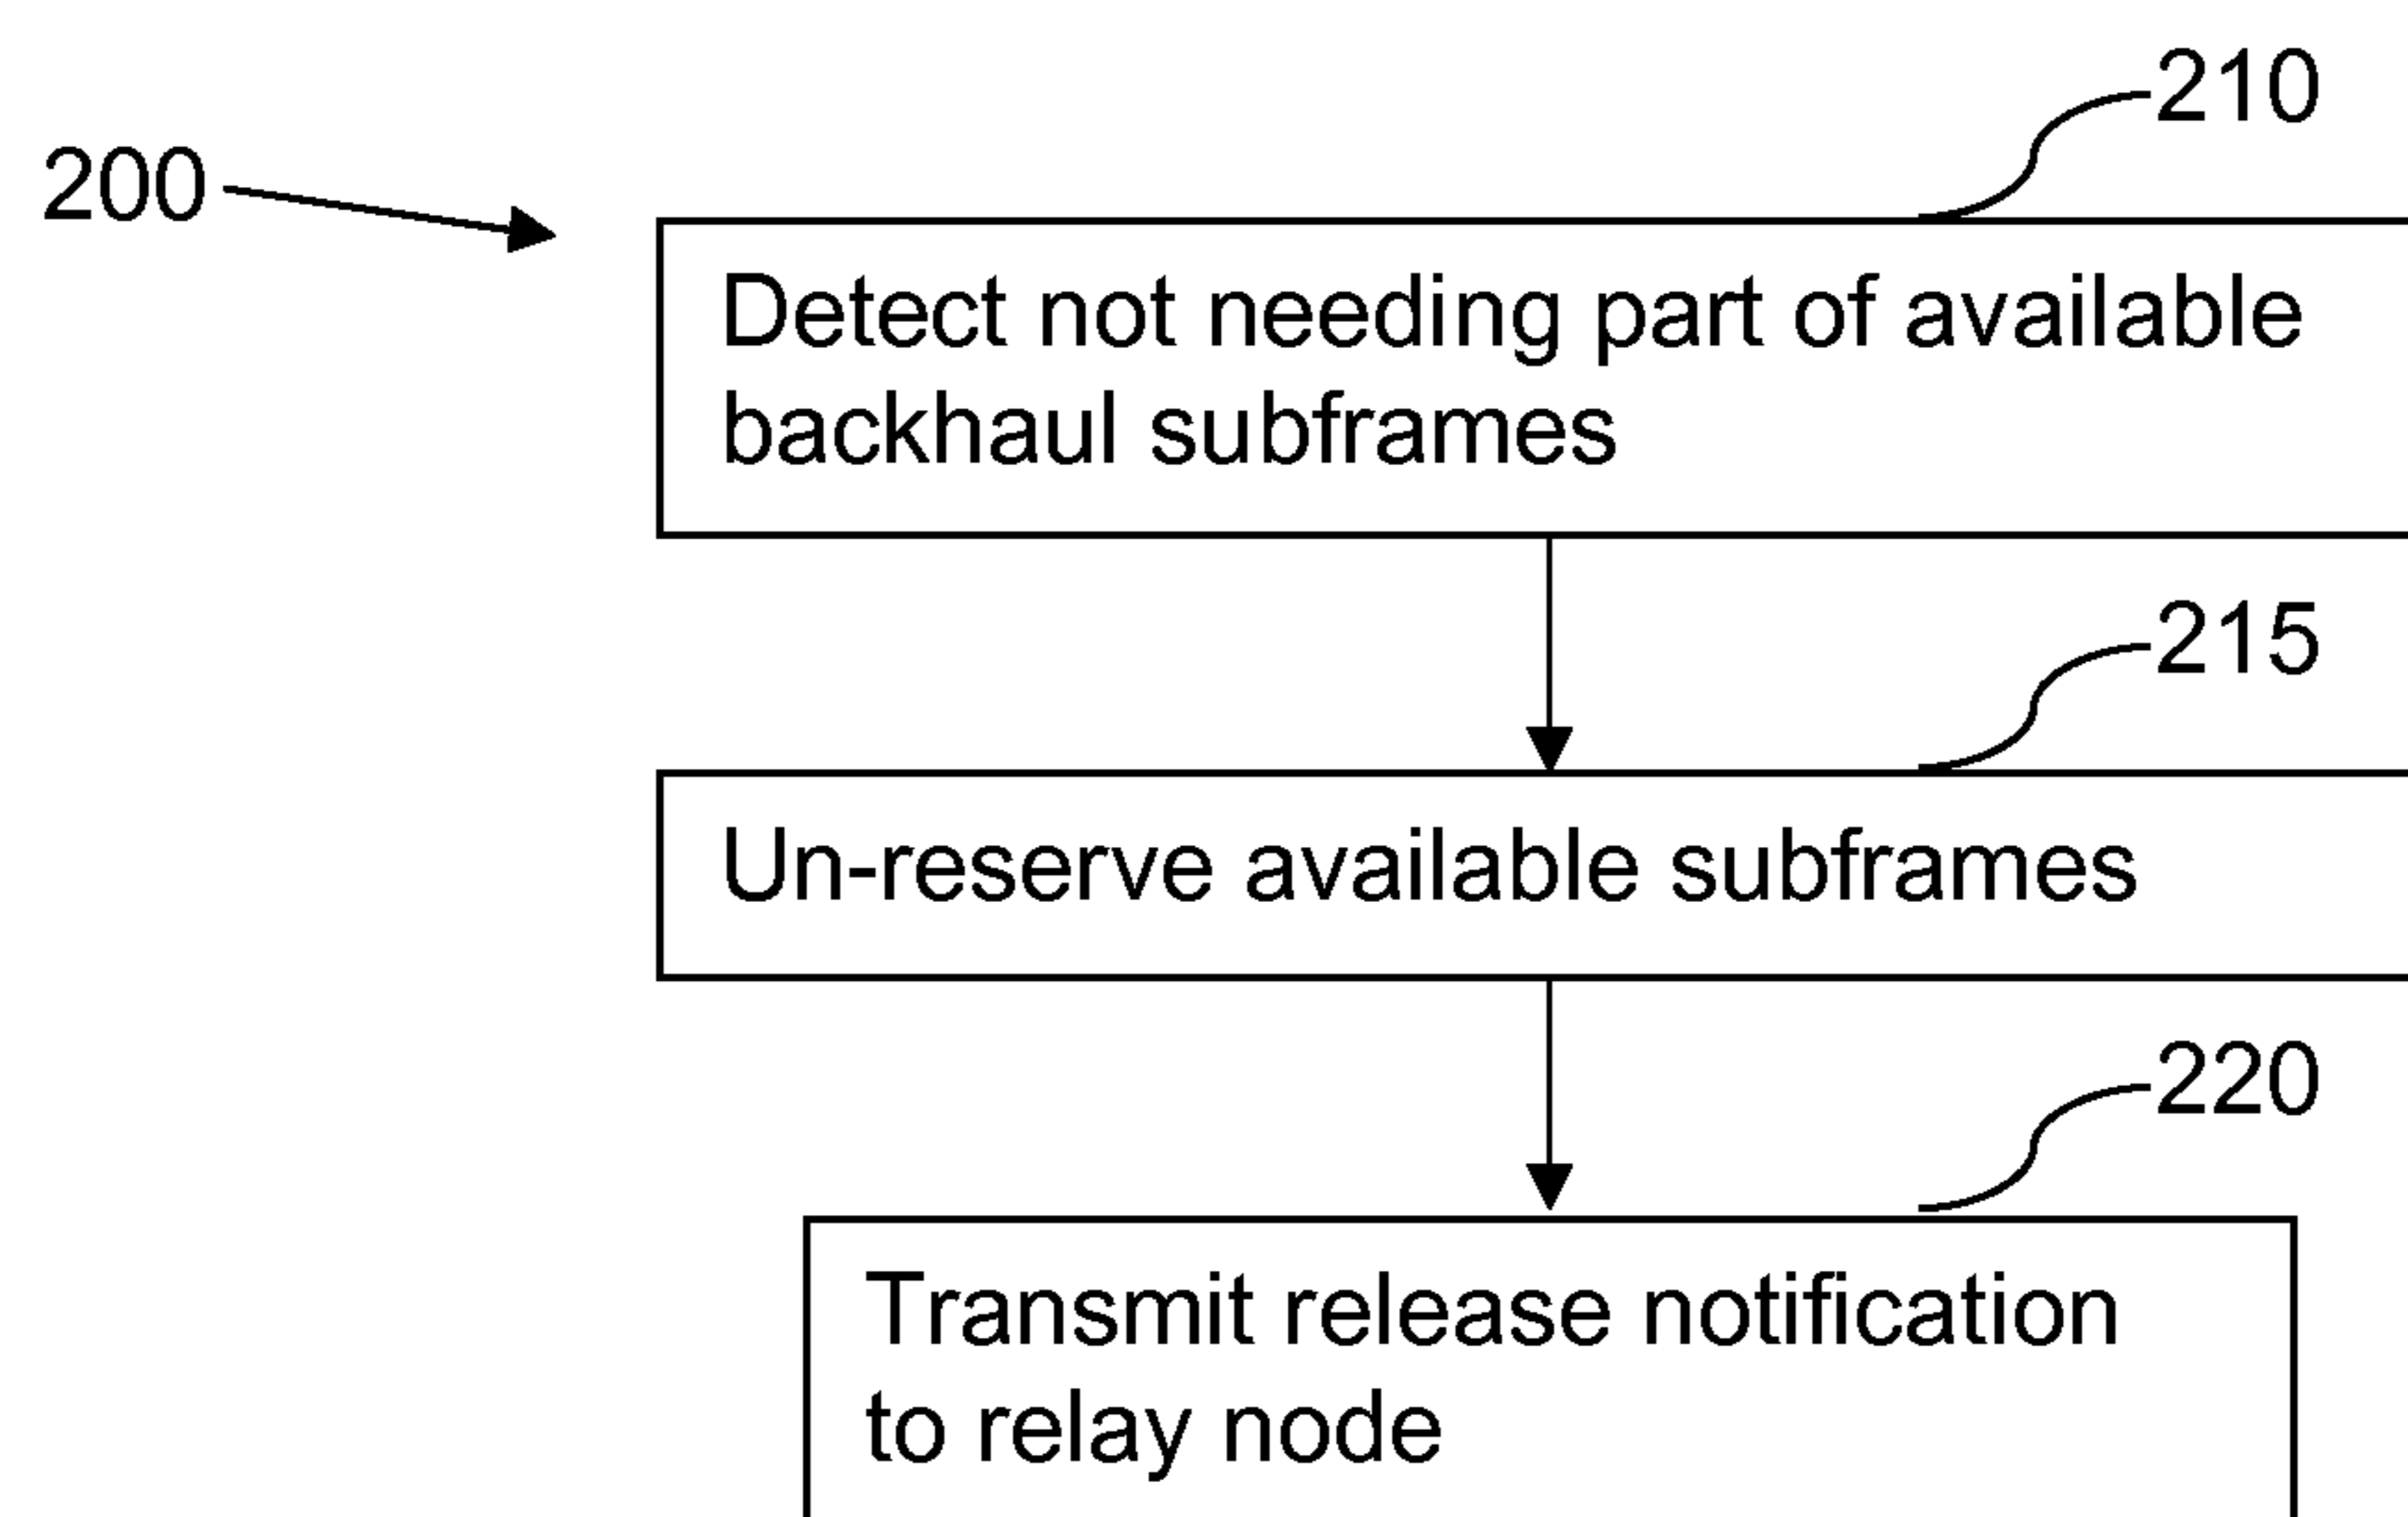 210
200
Detect not needing part of available
backhaul subframes
215
Un-reserve available subframes
220
Transmit release notification
to relay node